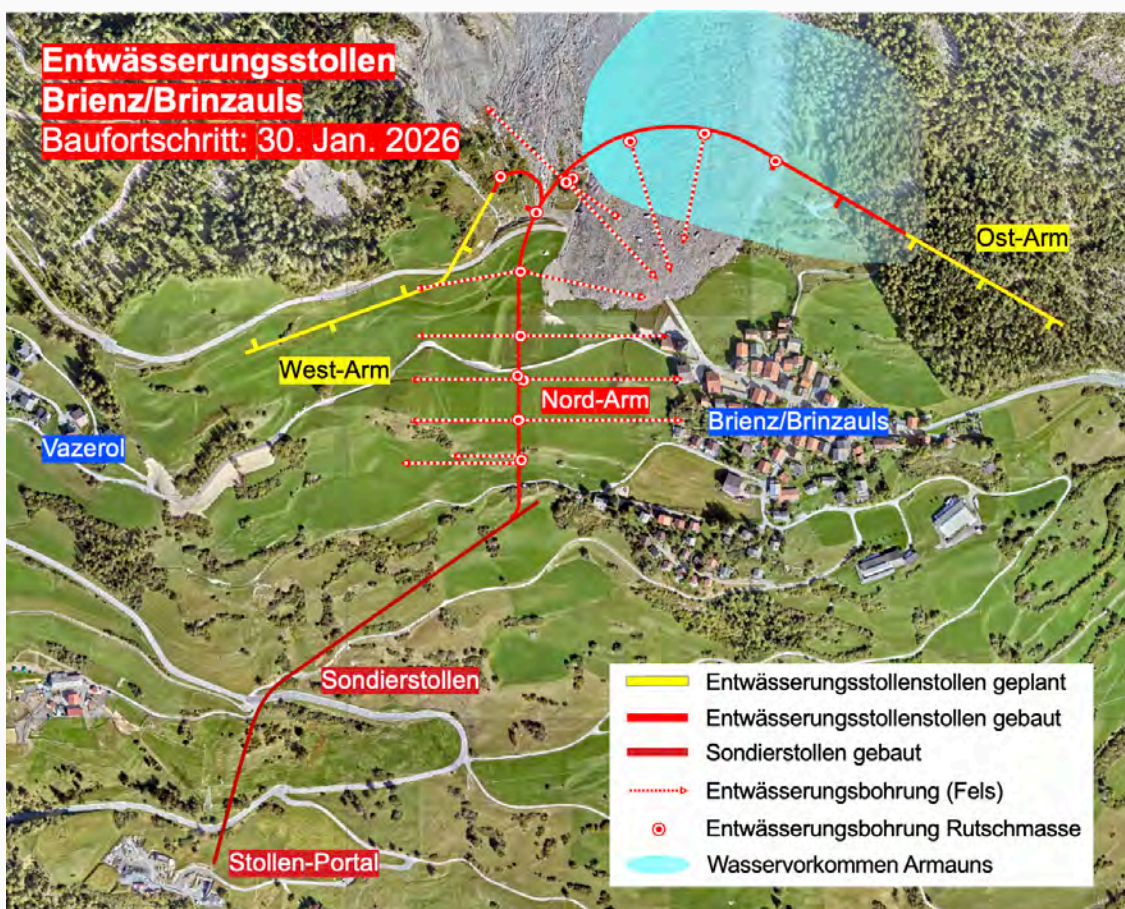 Entwässerungsstollen
Brienz/Brinzauls
Baufortschritt: 30. Jan. 2026
Ost-Arm
West-Arm
Nord-Arm
Brienz/Brinzauls
Vazerol
Sondierstollen
Stollen-Portal
Entwässerungsstollenstollen geplant
Entwässerungsstollenstollen gebaut
Sondierstollen gebaut
Entwässerungsbohrung (Fels)
Entwässerungsbohrung Rutschmasse
Wasservorkommen Armauns